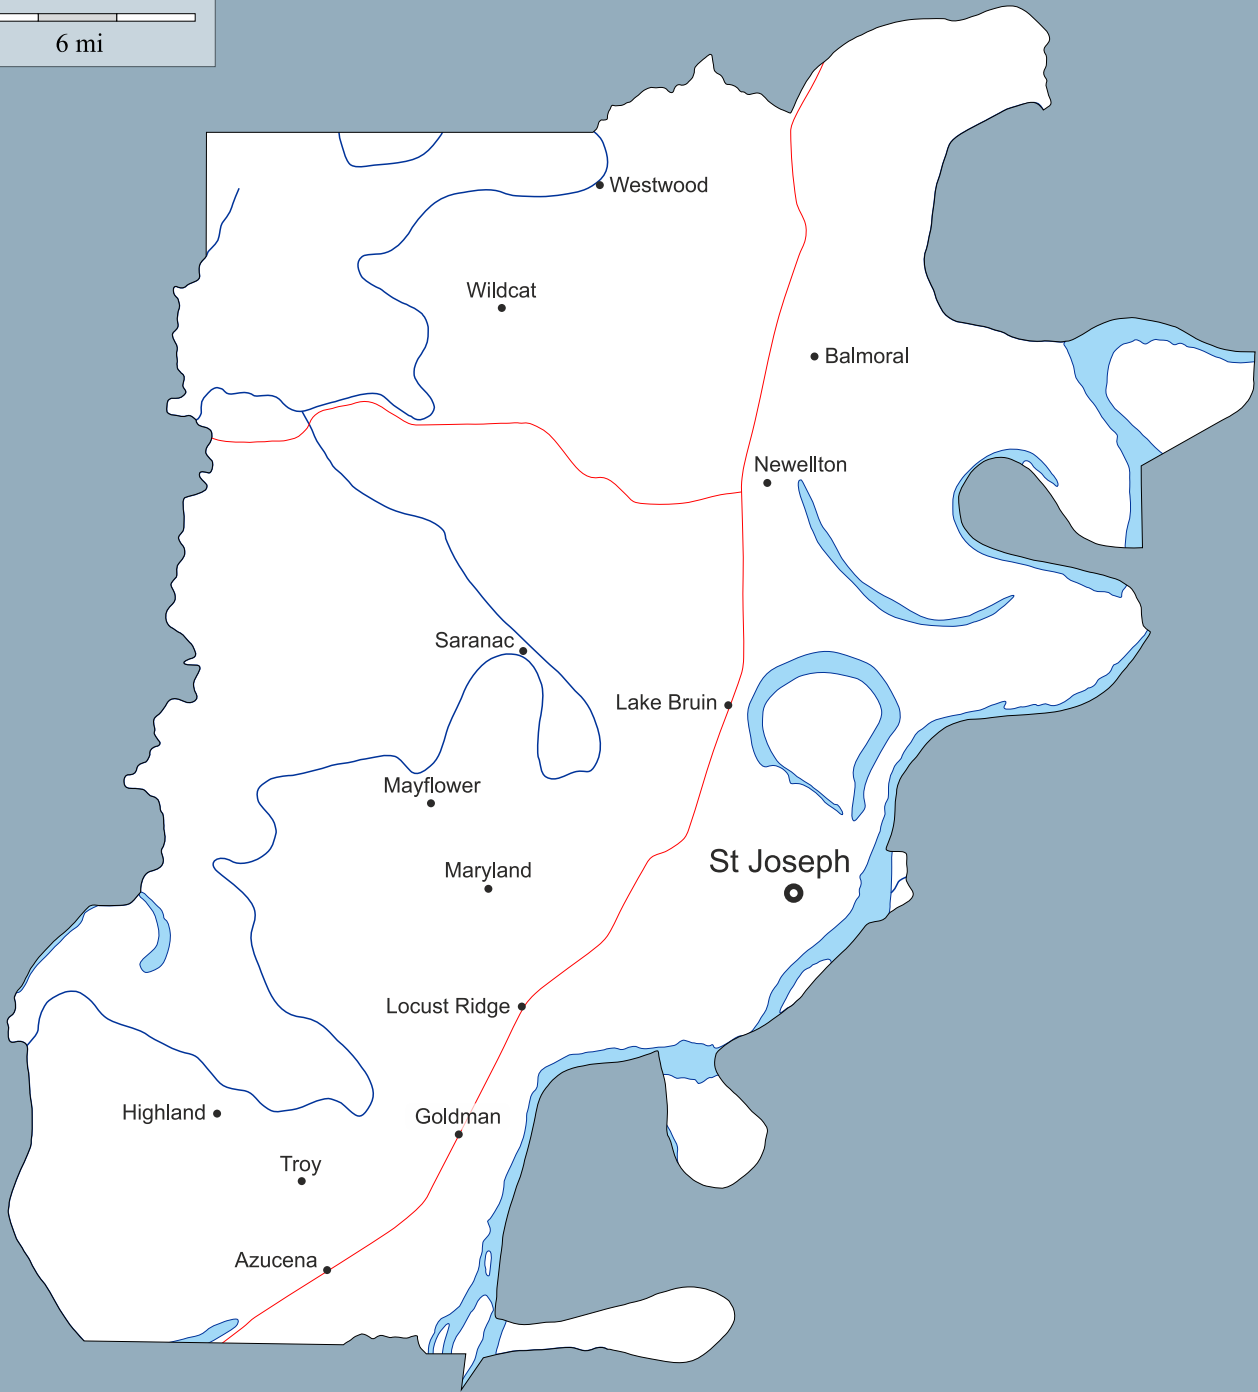 6 mi
Westwood
Wildcat
Balmoral
Newellton
Saranac
Lake Bruin
Mayflower
St Joseph
Maryland
Locust Ridge
Highland
Goldman
Troy
Azucena